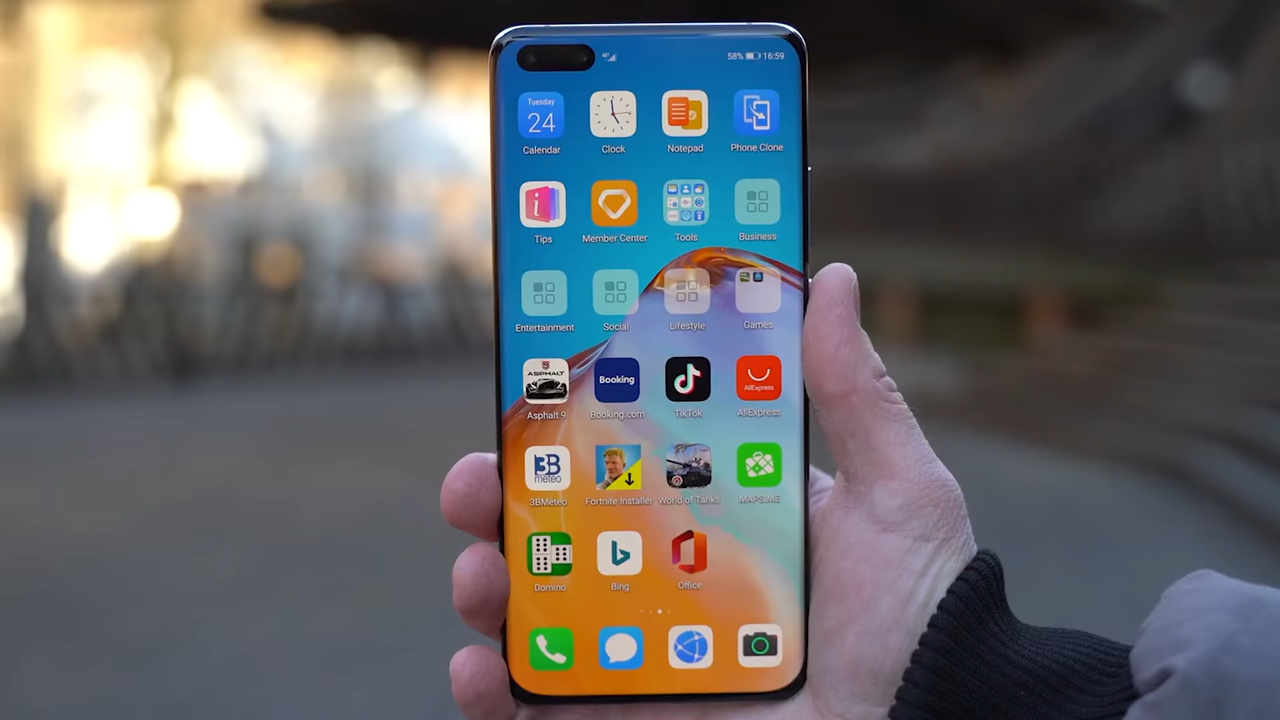 58% 16:59
Tuesday
24
Calendar
Clock
Notepad
Phone Clone
i
Tips
Member Center
Tools
Business
Entertainment
Social
Lifestyle
Games
ASPHALT
Asphalt 9
Booking
Booking.com
TikTok
AliExpress
AliExpress
3B
meteo
3BMeteo
Fortnite Installer
World of Tanks
MAPS.ME
Domino
Bing
Office